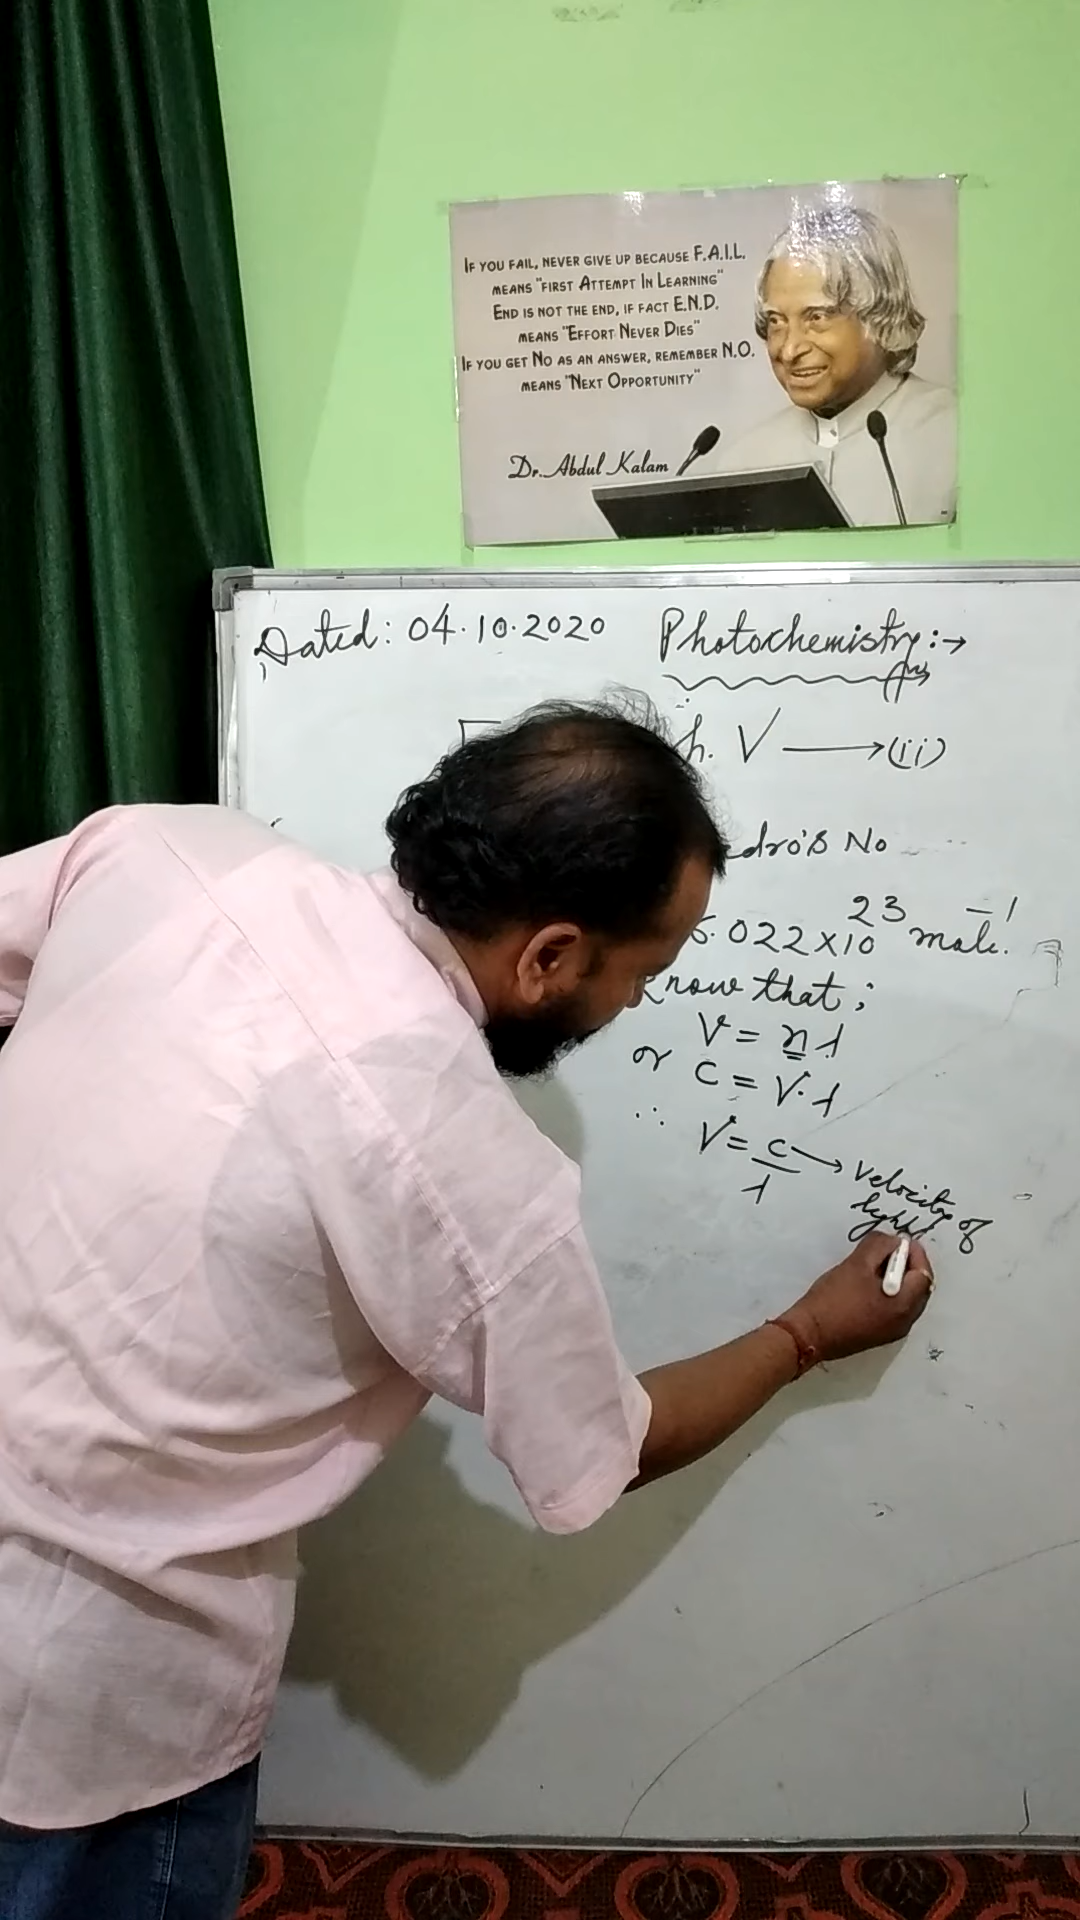 IF YOU FAIL, NEVER GIVE UP BECAUSE F.A.I.L.
MEANS "FIRST ATTEMPT IN LEARNING"
END IS NOT THE END, IF FACT E.N.D.
MEANS "EFFORT NEVER DIES"
IF YOU GET NO AS AN ANSWER, REMEMBER N.O.
MEANS "NEXT OPPORTUNITY"
Dr. Abdul Kalam
Dated: 04.10.2020 Photochemistry:→
h. ν ⟶(ii)
dro's No
6.022×10²³ mole.⁻¹
know that;
V = nλ
or C = ν.λ
∴ ν = c/λ → velocity of
light